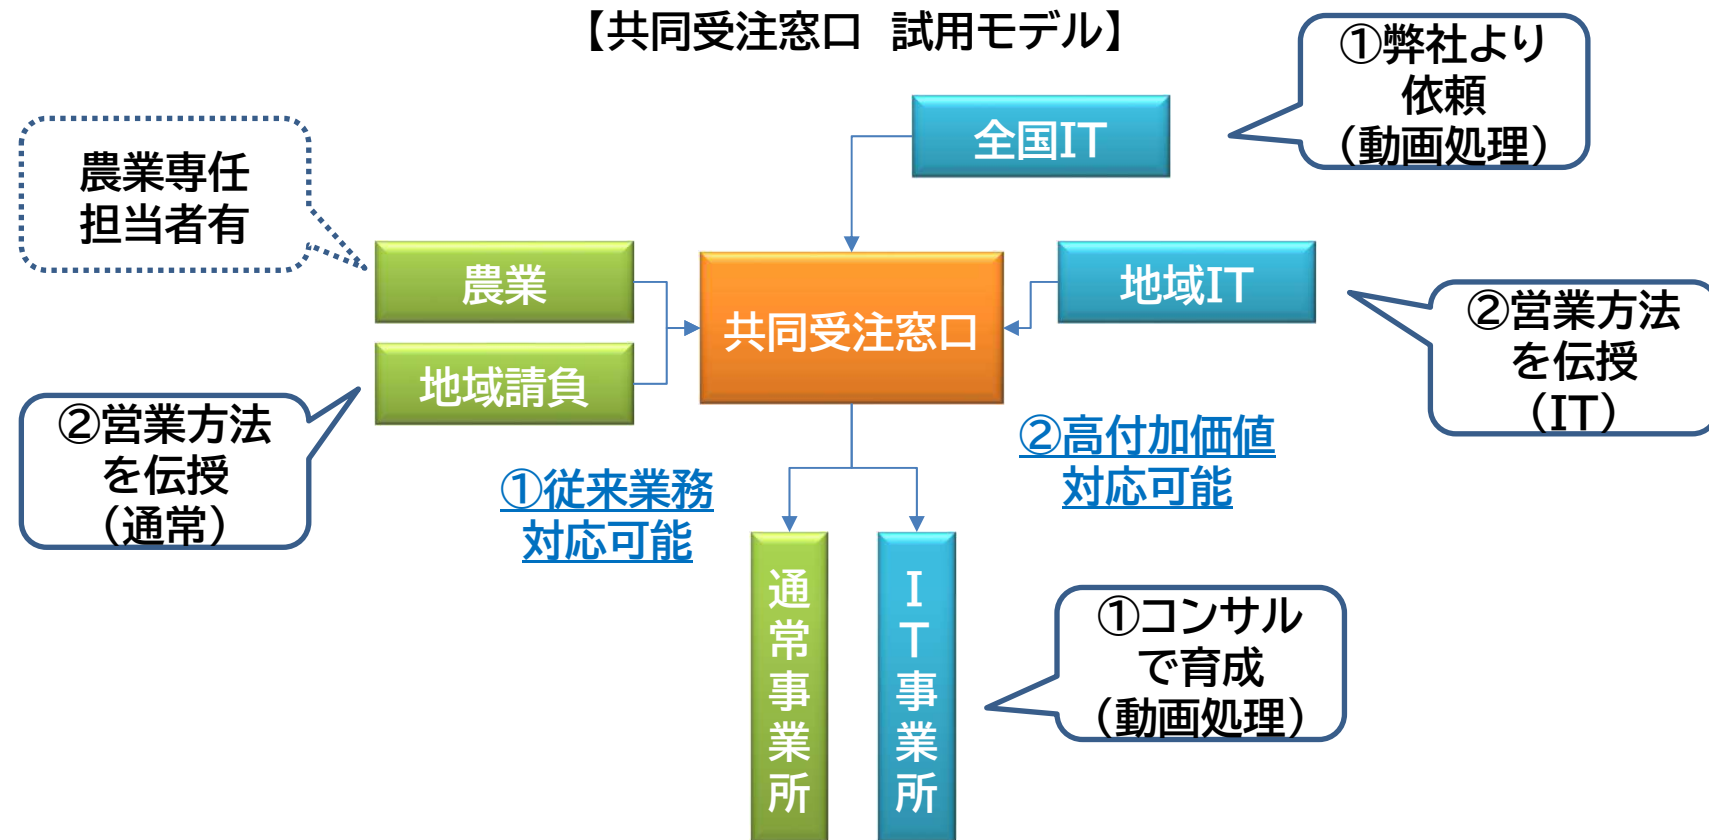 【共同受注窓口 試用モデル】
①弊社より
依頼
（動画処理）
全国IT
農業専任
担当者有
農業
地域IT
共同受注窓口
地域請負
②営業方法
を伝授
（IT）
②営業方法
を伝授
（通常）
②高付加価値
対応可能
①従来業務
対応可能
通常事業所
IT事業所
①コンサル
で育成
（動画処理）